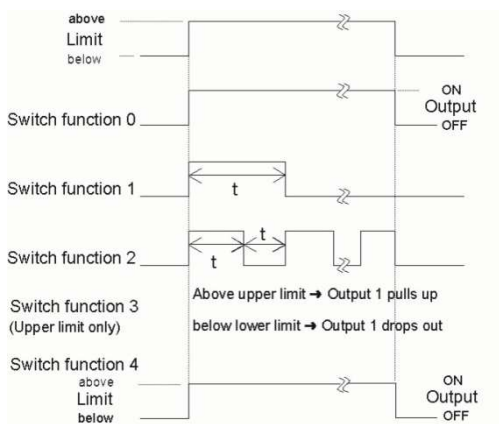 above
Limit
below
ON
Output
OFF
Switch function 0
Switch function 1
t
t
t
Switch function 2
Switch function 3
(Upper limit only)
Above upper limit ➔ Output 1 pulls up
below lower limit ➔ Output 1 drops out
Switch function 4
above
Limit
below
ON
Output
OFF